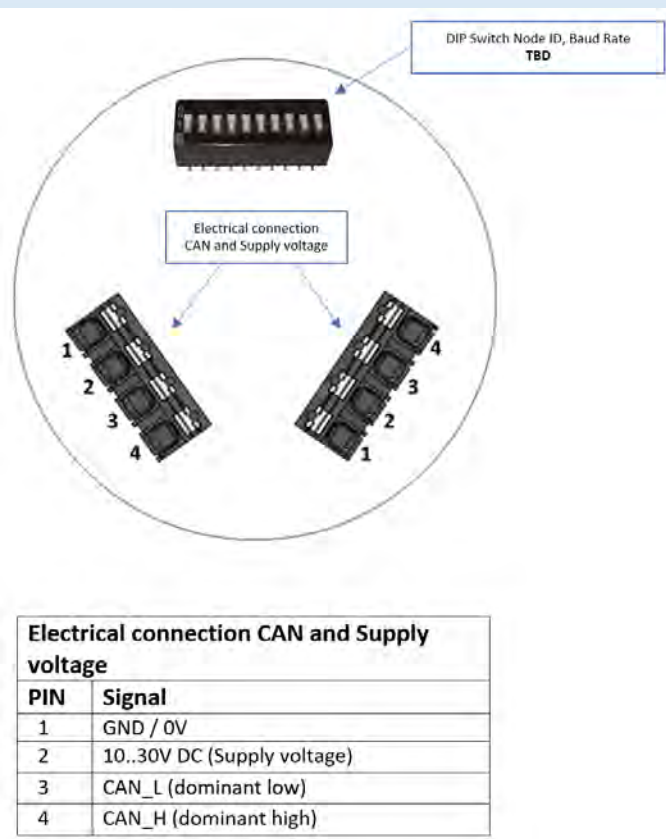 DIP Switch Node ID, Baud Rate
TBD
Electrical connection
CAN and Supply voltage
1
2
3
4
4
3
2
1
Electrical connection CAN and Supply
voltage
PIN Signal
1 GND / 0V
2 10..30V DC (Supply voltage)
3 CAN_L (dominant low)
4 CAN_H (dominant high)